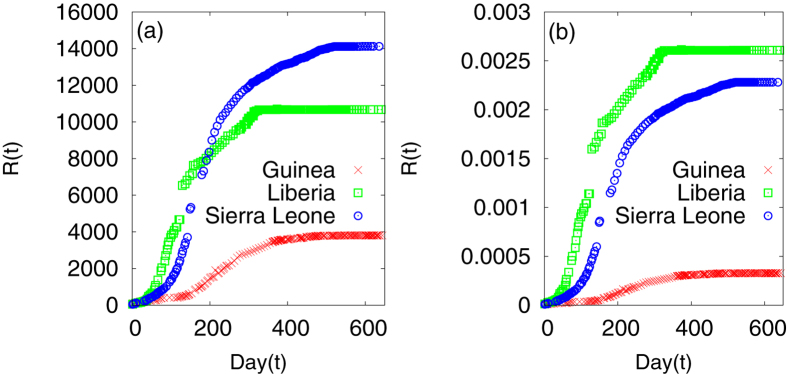 (a)
R(t)
16000
14000
12000
10000
8000
6000
4000
2000
0
Guinea
Liberia
Sierra Leone
0 200 400 600
Day(t)
(b)
R(t)
0.003
0.0025
0.002
0.0015
0.001
0.0005
0
Guinea
Liberia
Sierra Leone
0 200 400 600
Day(t)